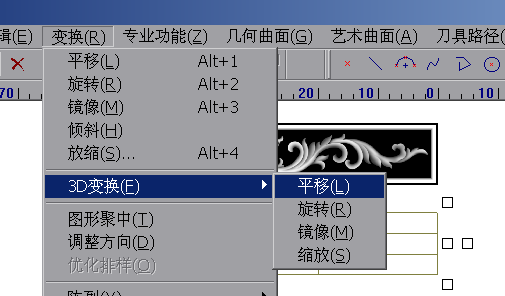 辑(E) 变换(R) 专业功能(Z) 几何曲面(G) 艺术曲面(A) 刀具路径(
平移(L) Alt+1
旋转(R) Alt+2
70 20 10 0 10
镜像(M) Alt+3
倾斜(H)
放缩(S)... Alt+4
3D变换(F)
平移(L)
旋转(R)
镜像(M)
缩放(S)
图形聚中(T)
调整方向(D)
优化排样(O)
阵列(Y)